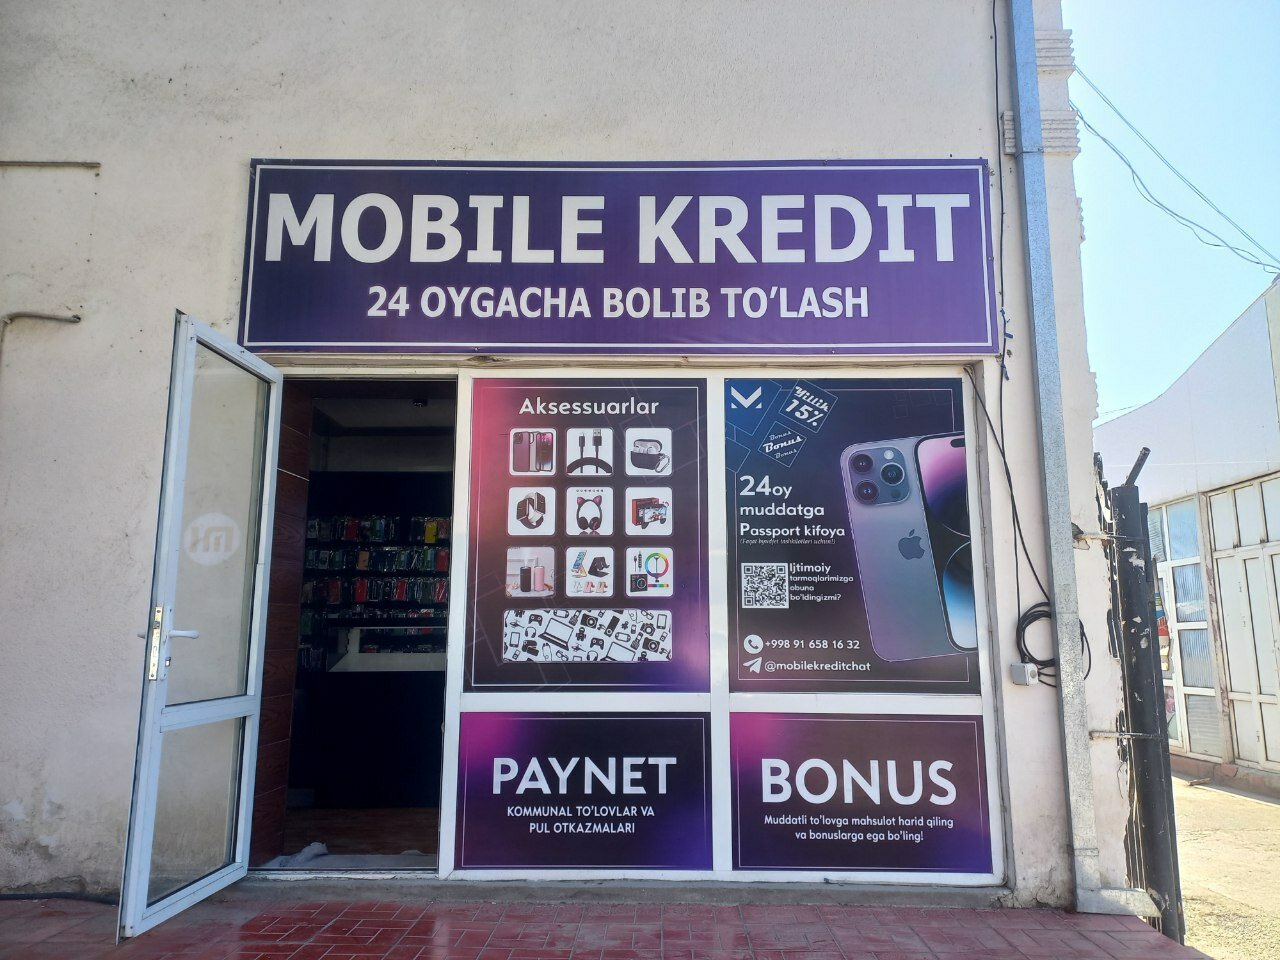 MOBILE KREDIT
24 OYGACHA BOLIB TO'LASH
Aksessuarlar
Yillik
15%
Bonus
Bonus
Bonus
24oy
muddatga
Passport kifoya
Ijtimoiy
tarmoqlarimizga
obuna
bo'ldingizmi?
+998 91 658 16 32
@mobilekreditchat
PAYNET
KOMMUNAL TO'LOVLAR VA
PUL OTKAZMALARI
BONUS
Muddatli to'lovga mahsulot harid qiling
va bonuslarga ega bo'ling!